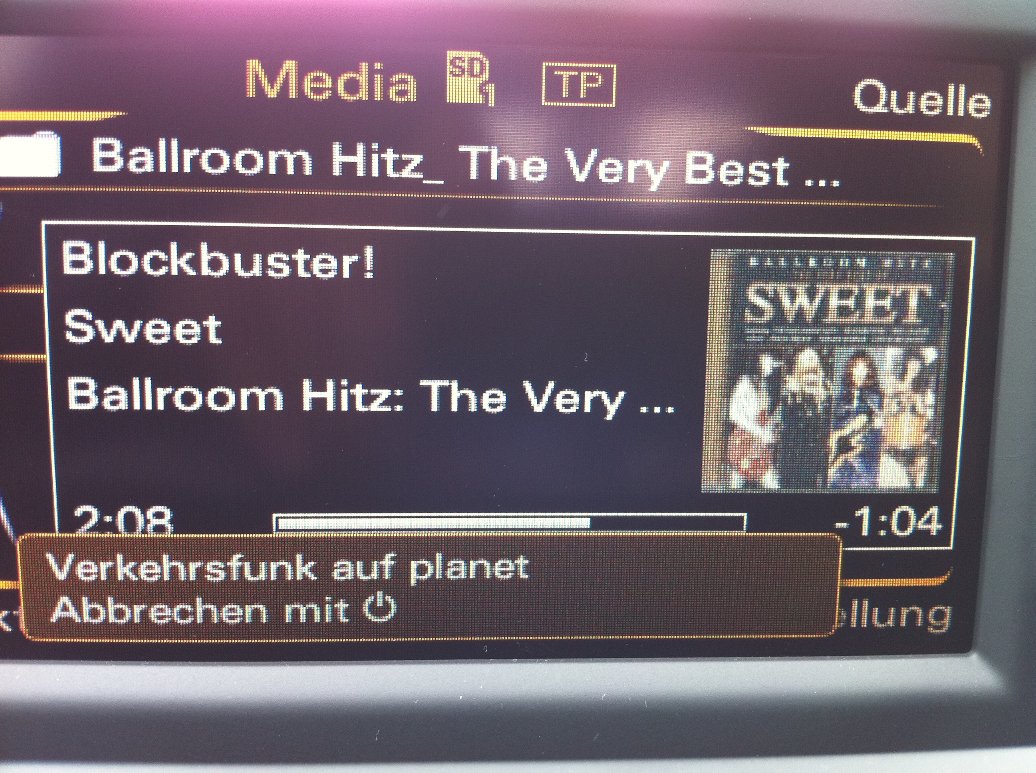 Media SD 1 TP Quelle
Ballroom Hitz_ The Very Best ...
Blockbuster!
Sweet
Ballroom Hitz: The Very ...
BALLROOM HITZ
SWEET
2:08 -1:04
Verkehrsfunk auf planet
Abbrechen mit
ellung